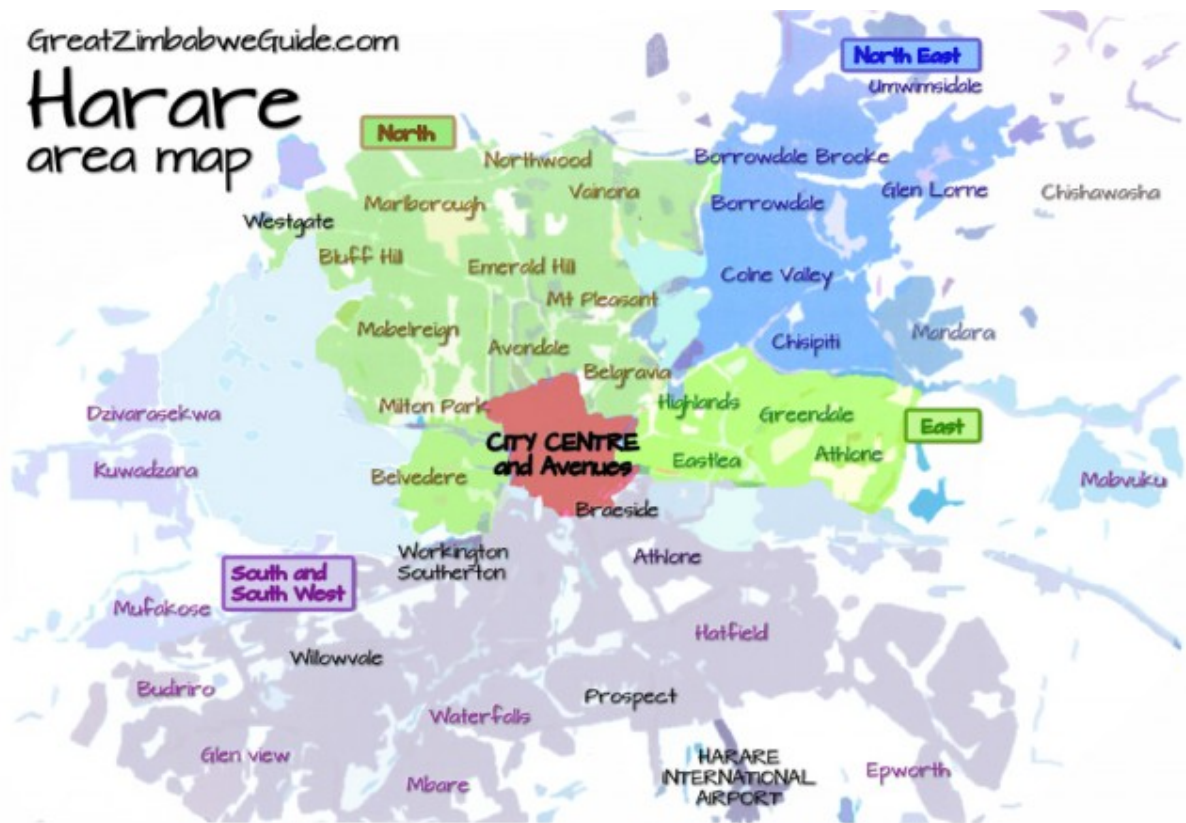 GreatZimbabweGuide.com
Harare
area map
North East
Umwimsidale
North
Northwood
Borrowdale Brooke
Vainona
Glen Lorne
Chishawasha
Marlborough
Borrowdale
Westgate
Bluff Hill
Emerald Hill
Colne Valley
Mt Pleasant
Mabelreign
Avondale
Chisipiti
Mandara
Belgravia
Milton Park
Highlands
Greendale
Dzivarasekwa
East
CITY CENTRE
and Avenues
Athlone
Eastlea
Kuwadzana
Belvedere
Mabvuku
Braeside
Workington
Southerton
Athlone
South and
South West
Mufakose
Hatfield
Willowvale
Budiriro
Prospect
Waterfalls
Glen view
HARARE
INTERNATIONAL
AIRPORT
Epworth
Mbare